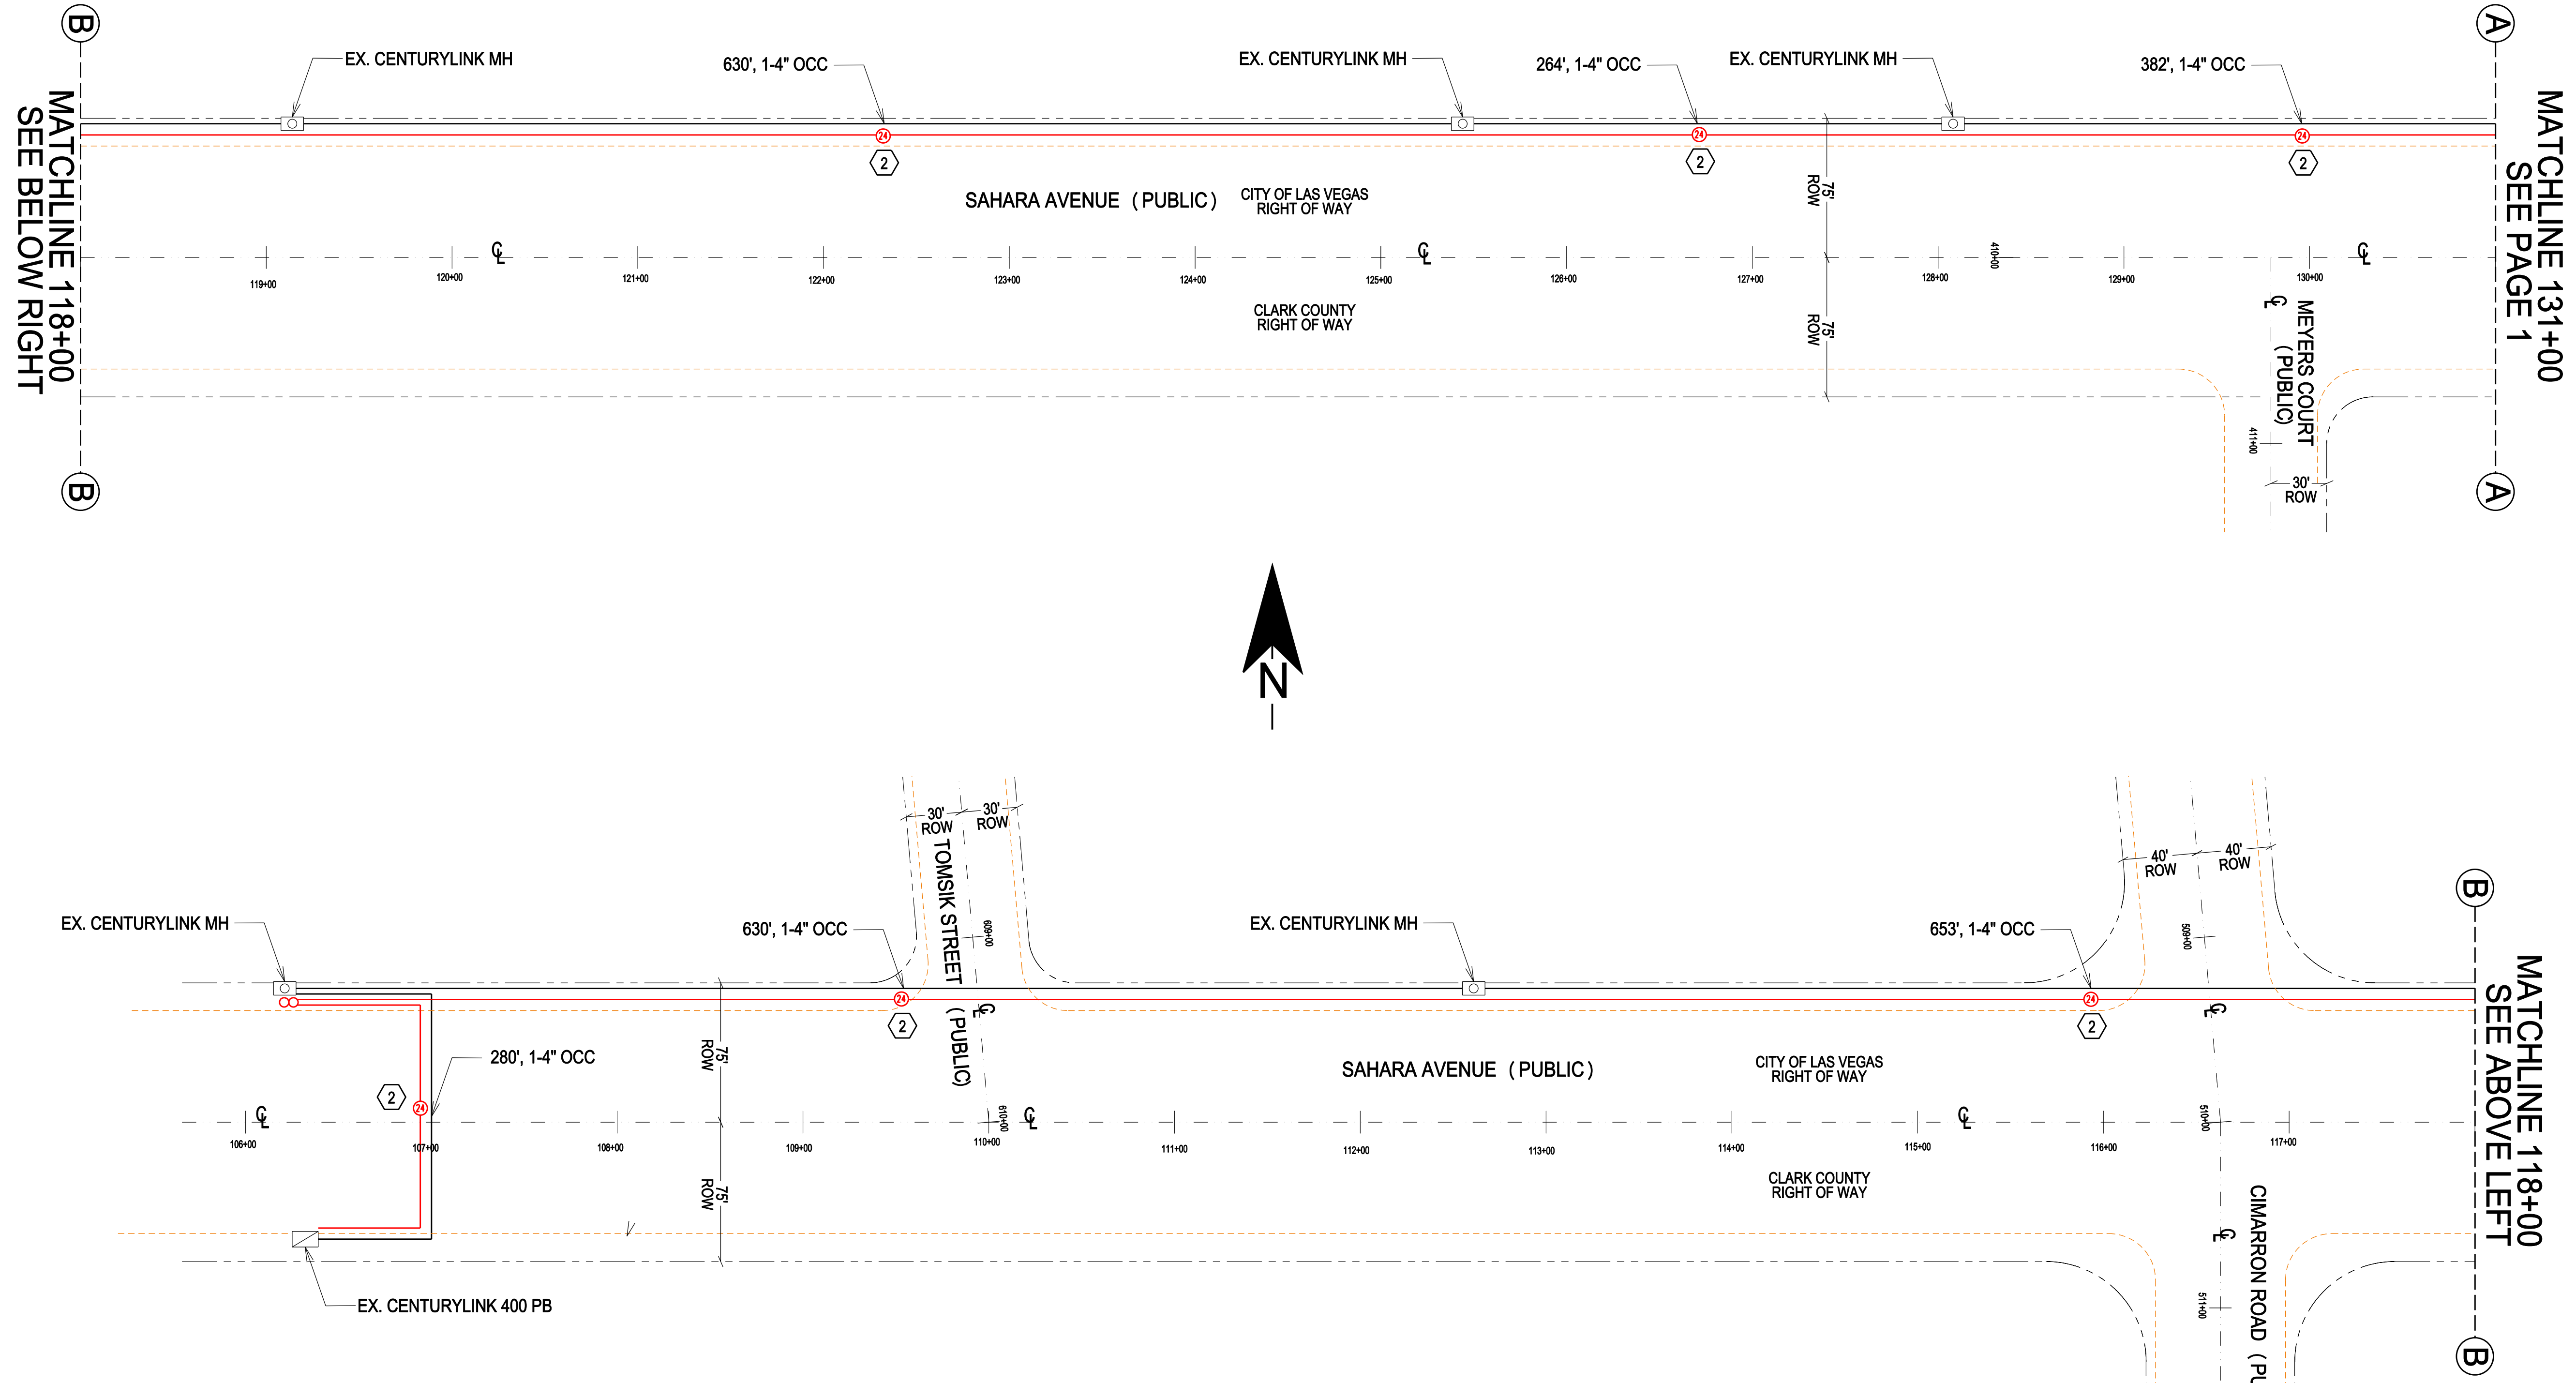 B
A
EX. CENTURYLINK MH
630', 1-4" OCC
EX. CENTURYLINK MH
264', 1-4" OCC
EX. CENTURYLINK MH
382', 1-4" OCC
24
24
24
2
2
2
MATCHLINE 118+00
SEE BELOW RIGHT
MATCHLINE 131+00
SEE PAGE 1
SAHARA AVENUE ( PUBLIC )
CITY OF LAS VEGAS
RIGHT OF WAY
75'
ROW
℄
℄
℄
119+00
120+00
121+00
122+00
123+00
124+00
125+00
126+00
127+00
128+00
410+00
129+00
130+00
CLARK COUNTY
RIGHT OF WAY
75'
ROW
℄
MEYERS COURT
( PUBLIC)
411+00
30'
ROW
B
A
N
30'
ROW
30'
ROW
TOMSIK STREET
( PUBLIC)
609+00
℄
610+00
40'
ROW
40'
ROW
509+00
B
EX. CENTURYLINK MH
630', 1-4" OCC
EX. CENTURYLINK MH
653', 1-4" OCC
24
24
2
2
℄
MATCHLINE 118+00
SEE ABOVE LEFT
280', 1-4" OCC
2
24
75'
ROW
SAHARA AVENUE ( PUBLIC )
CITY OF LAS VEGAS
RIGHT OF WAY
℄
℄
℄
510+00
106+00
107+00
108+00
109+00
110+00
111+00
112+00
113+00
114+00
115+00
116+00
117+00
75'
ROW
CLARK COUNTY
RIGHT OF WAY
℄
CIMARRON ROAD ( PU
511+00
EX. CENTURYLINK 400 PB
B